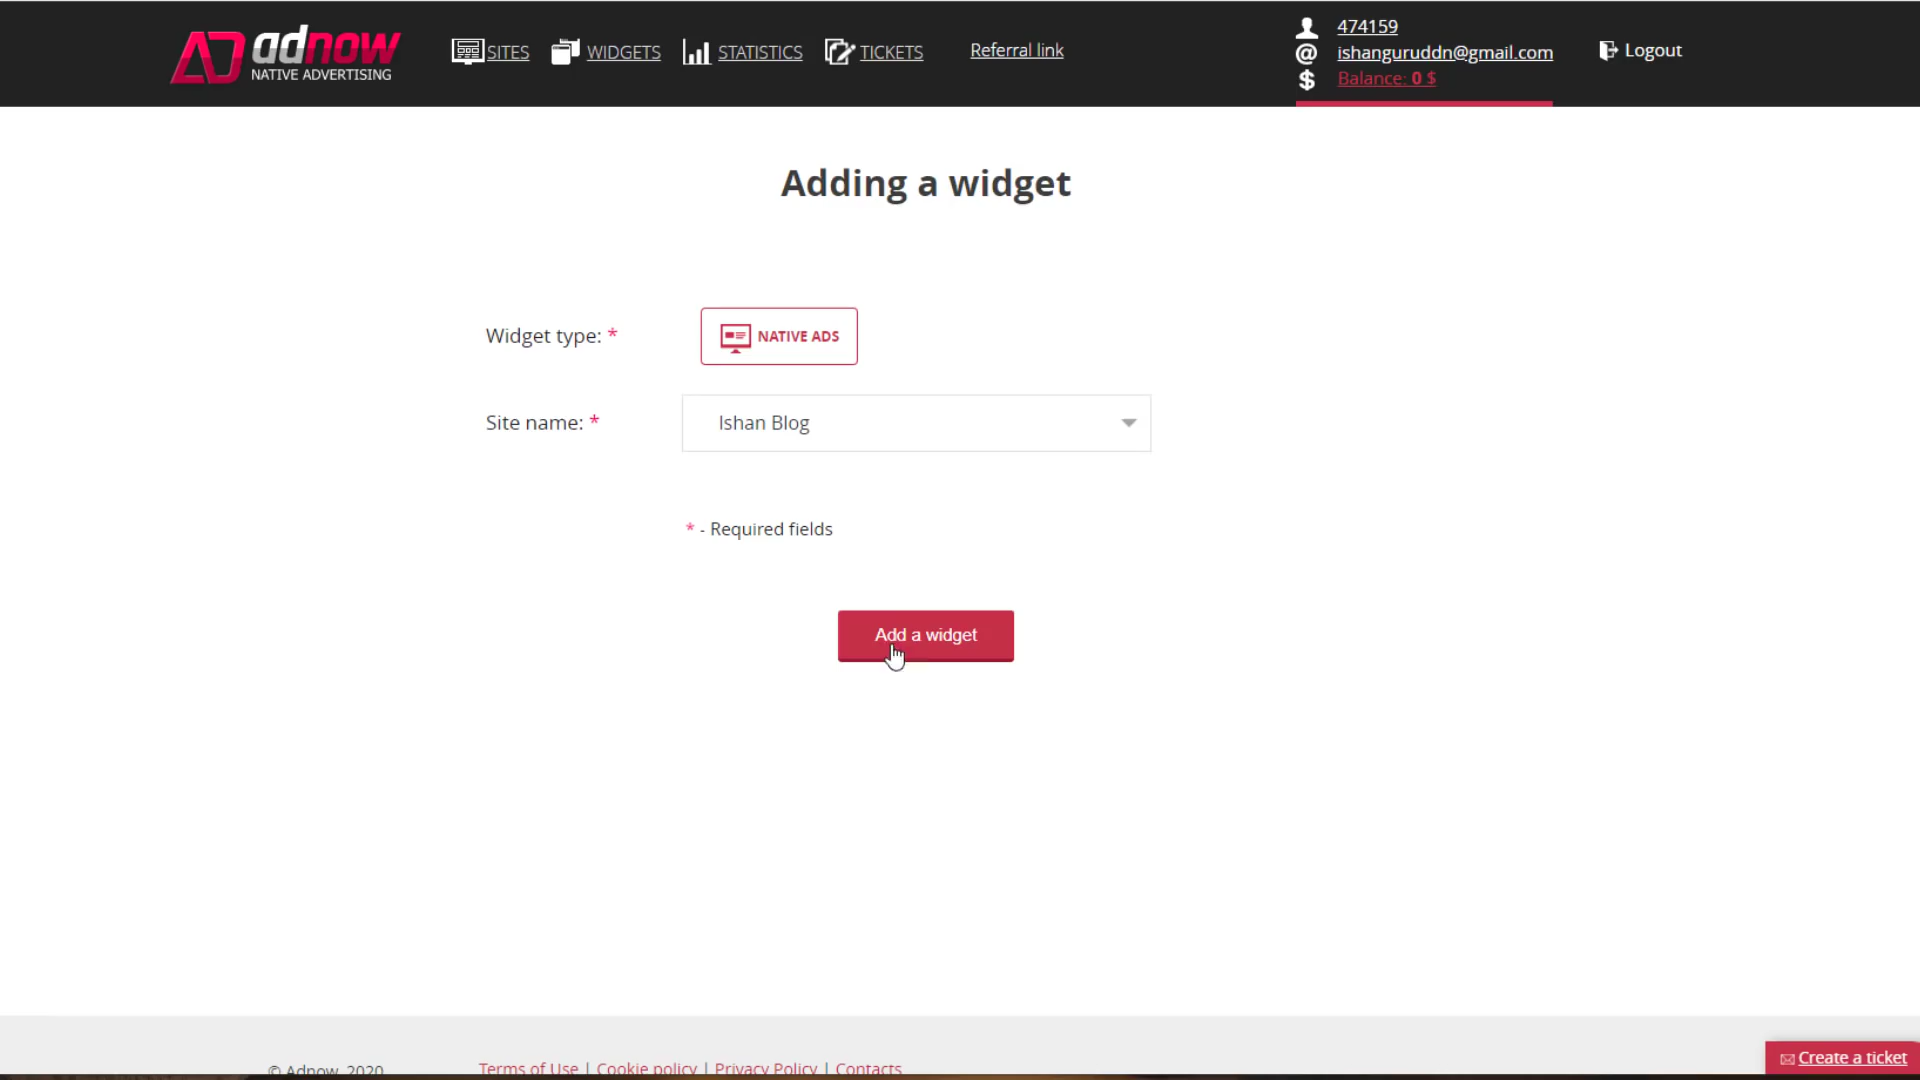 adnow
NATIVE ADVERTISING
SITES
WIDGETS
STATISTICS
TICKETS
Referral link
474159
ishanguruddn@gmail.com
Balance: 0 $
Logout
Adding a widget
Widget type: *
NATIVE ADS
Site name: *
Ishan Blog
* - Required fields
Add a widget
© Adnow, 2020
Terms of Use | Cookie policy | Privacy Policy | Contacts
Create a ticket